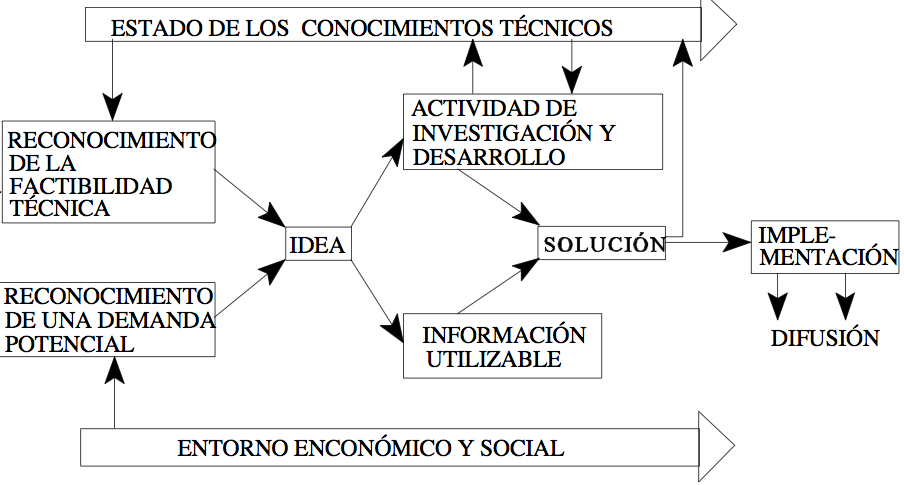 ESTADO DE LOS CONOCIMIENTOS TÉCNICOS
RECONOCIMIENTO
DE LA
FACTIBILIDAD
TÉCNICA
ACTIVIDAD DE
INVESTIGACIÓN Y
DESARROLLO
IDEA
SOLUCIÓN
IMPLE-
MENTACIÓN
RECONOCIMIENTO
DE UNA DEMANDA
POTENCIAL
INFORMACIÓN
UTILIZABLE
DIFUSIÓN
ENTORNO ENCONÓMICO Y SOCIAL